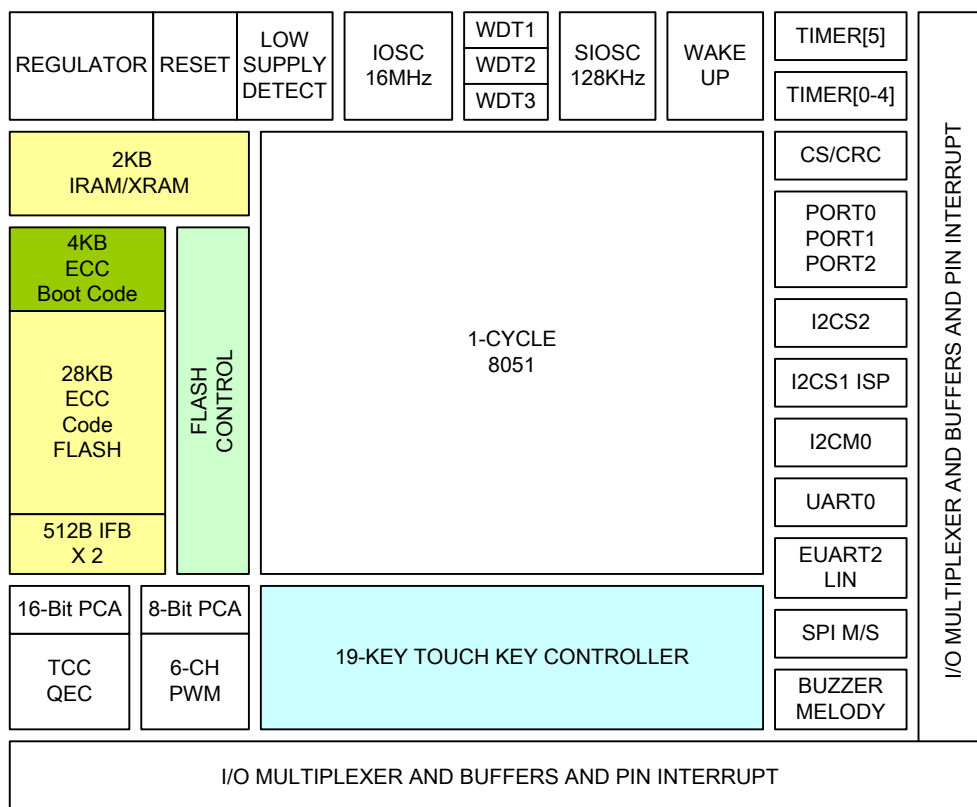 REGULATOR
RESET
LOW
SUPPLY
DETECT
IOSC
16MHz
WDT1
WDT2
WDT3
SIOSC
128KHz
WAKE
UP
TIMER[5]
TIMER[0-4]
2KB
IRAM/XRAM
4KB
ECC
Boot Code
28KB
ECC
Code
FLASH
512B IFB
X 2
FLASH
CONTROL
1-CYCLE
8051
CS/CRC
PORT0
PORT1
PORT2
I2CS2
I2CS1 ISP
I2CM0
UART0
EUART2
LIN
SPI M/S
BUZZER
MELODY
16-Bit PCA
TCC
QEC
8-Bit PCA
6-CH
PWM
19-KEY TOUCH KEY CONTROLLER
I/O MULTIPLEXER AND BUFFERS AND PIN INTERRUPT
I/O MULTIPLEXER AND BUFFERS AND PIN INTERRUPT